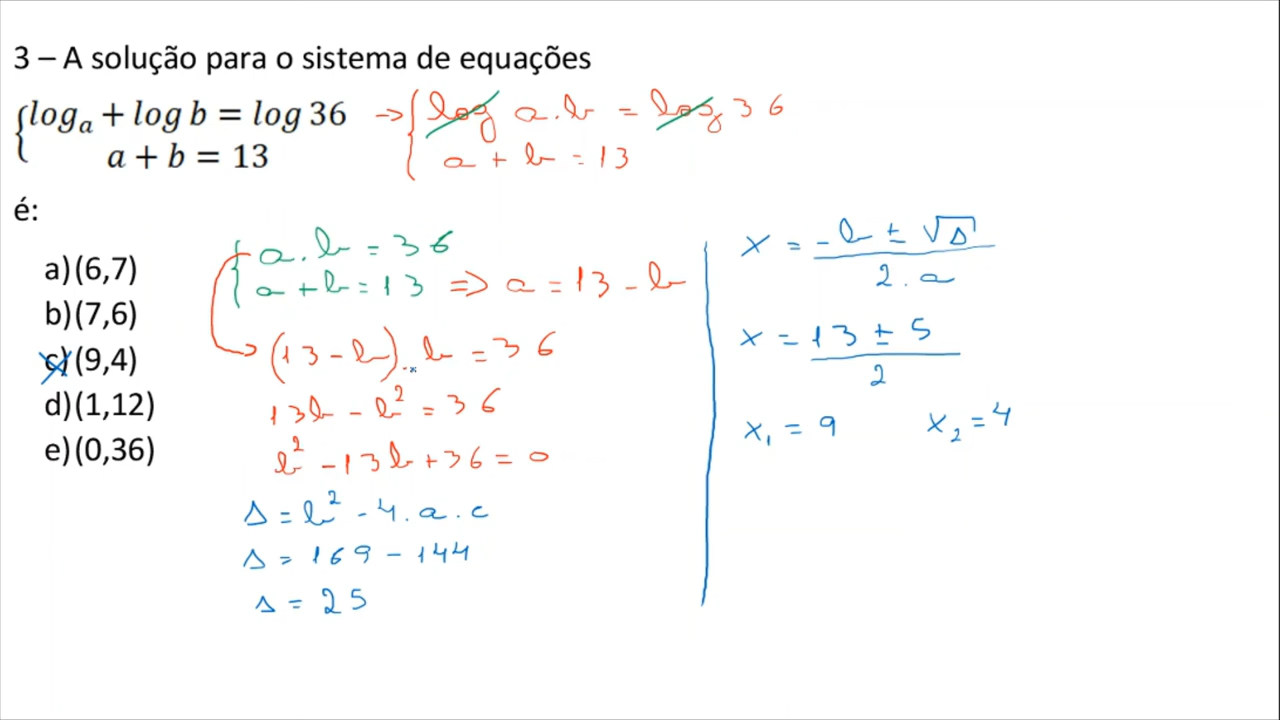 3 – A solução para o sistema de equações
{log_a + log b = log 36 → { log a.b = log 36
a + b = 13 a + b = 13
é:
a) (6,7)
b) (7,6)
c) (9,4)
d) (1,12)
e) (0,36)
{ a.b = 36
a + b = 13 => a = 13 - b
(13 - b).b = 36
13b - b² = 36
b² - 13b + 36 = 0
Δ = b² - 4.a.c
Δ = 169 - 144
Δ = 25
x = -b ± √Δ / 2.a
x = 13 ± 5 / 2
x₁ = 9 x₂ = 4